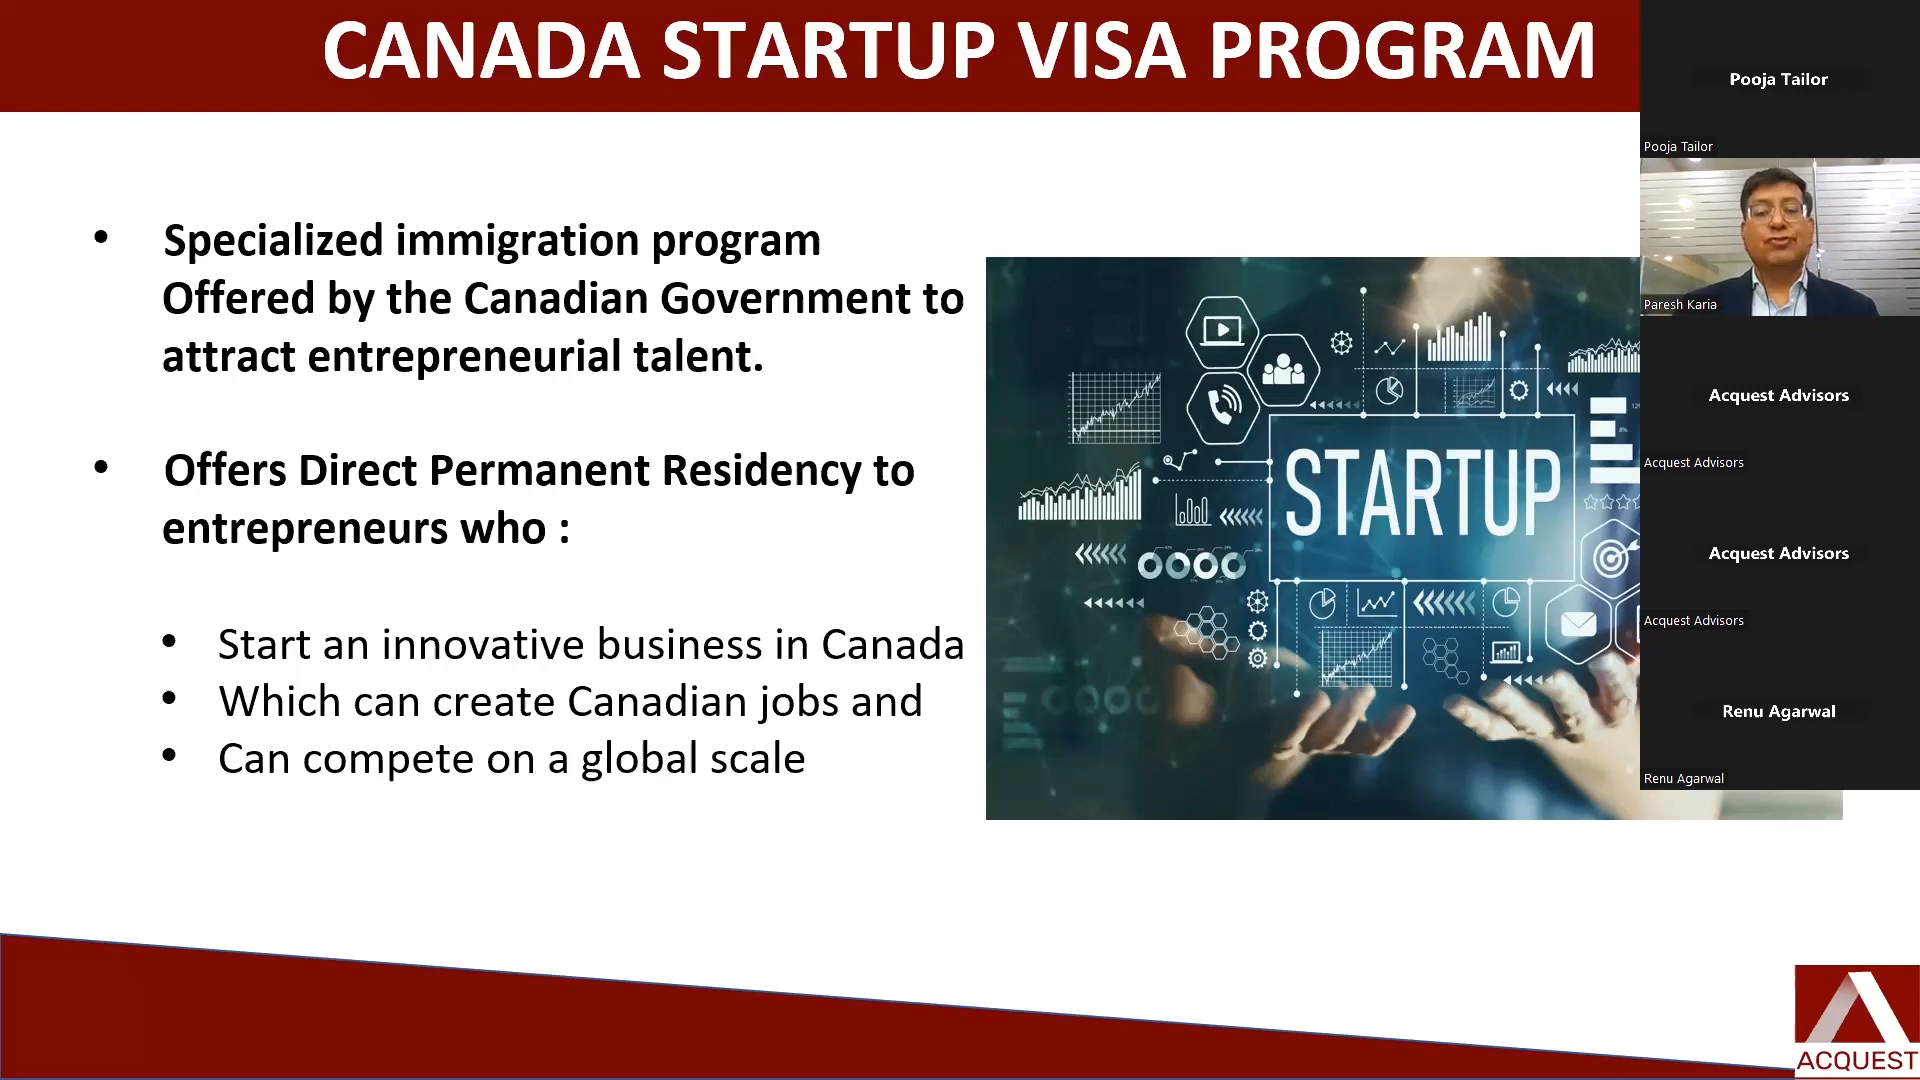 CANADA STARTUP VISA PROGRAM
• Specialized immigration program
Offered by the Canadian Government to
attract entrepreneurial talent.
• Offers Direct Permanent Residency to
entrepreneurs who :
• Start an innovative business in Canada
• Which can create Canadian jobs and
• Can compete on a global scale
STARTUP
Pooja Tailor
Pooja Tailor
Paresh Karia
Acquest Advisors
Acquest Advisors
Acquest Advisors
Acquest Advisors
Renu Agarwal
Renu Agarwal
ACQUEST